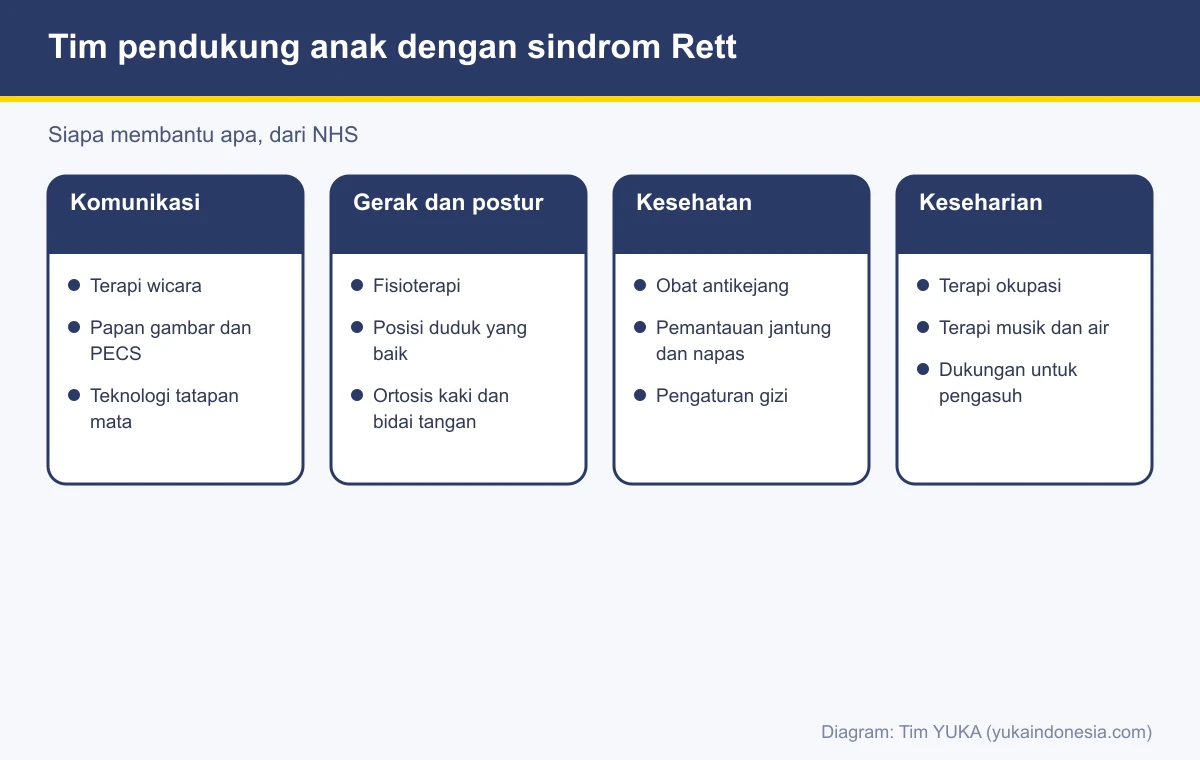 Tim pendukung anak dengan sindrom Rett
Siapa membantu apa, dari NHS
Komunikasi
Terapi wicara
Papan gambar dan
PECS
Teknologi tatapan
mata
Gerak dan postur
Fisioterapi
Posisi duduk yang
baik
Ortosis kaki dan
bidai tangan
Kesehatan
Obat antikejang
Pemantauan jantung
dan napas
Pengaturan gizi
Keseharian
Terapi okupasi
Terapi musik dan air
Dukungan untuk
pengasuh
Diagram: Tim YUKA (yukaindonesia.com)